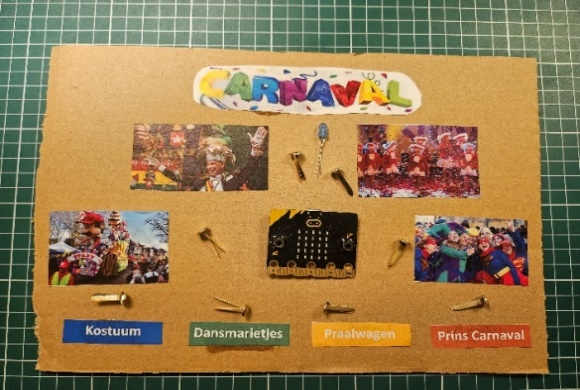 CARNAVAL
Kostuum
Dansmarietjes
Praalwagen
Prins Carnaval